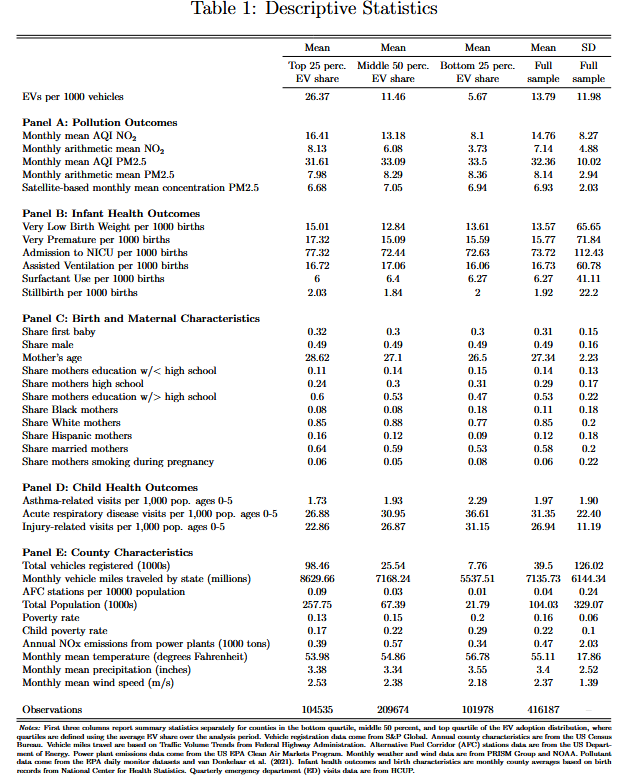 Table 1: Descriptive Statistics
Mean Mean Mean Mean SD
Top 25 perc. Middle 50 perc. Bottom 25 perc. Full Full
EV share EV share EV share sample sample
EVs per 1000 vehicles 26.37 11.46 5.67 13.79 11.98
Panel A: Pollution Outcomes
Monthly mean AQI NO₂ 16.41 13.18 8.1 14.76 8.27
Monthly arithmetic mean NO₂ 8.13 6.08 3.73 7.14 4.88
Monthly mean AQI PM2.5 31.61 33.09 33.5 32.36 10.02
Monthly arithmetic mean PM2.5 7.98 8.29 8.36 8.14 2.94
Satellite-based monthly mean concentration PM2.5 6.68 7.05 6.94 6.93 2.03
Panel B: Infant Health Outcomes
Very Low Birth Weight per 1000 births 15.01 12.84 13.61 13.57 65.65
Very Premature per 1000 births 17.32 15.09 15.59 15.77 71.84
Admission to NICU per 1000 births 77.32 72.44 72.63 73.72 112.43
Assisted Ventilation per 1000 births 16.72 17.06 16.06 16.73 60.78
Surfactant Use per 1000 births 6 6.4 6.27 6.27 41.11
Stillbirth per 1000 births 2.03 1.84 2 1.92 22.2
Panel C: Birth and Maternal Characteristics
Share first baby 0.32 0.3 0.3 0.31 0.15
Share male 0.49 0.49 0.49 0.49 0.16
Mother's age 28.62 27.1 26.5 27.34 2.23
Share mothers education w/< high school 0.11 0.14 0.15 0.14 0.13
Share mothers high school 0.24 0.3 0.31 0.29 0.17
Share mothers education w/> high school 0.6 0.53 0.47 0.53 0.22
Share Black mothers 0.08 0.08 0.18 0.11 0.18
Share White mothers 0.85 0.88 0.77 0.85 0.2
Share Hispanic mothers 0.16 0.12 0.09 0.12 0.18
Share married mothers 0.64 0.59 0.53 0.58 0.2
Share mothers smoking during pregnancy 0.06 0.05 0.08 0.06 0.22
Panel D: Child Health Outcomes
Asthma-related visits per 1,000 pop. ages 0-5 1.73 1.93 2.29 1.97 1.90
Acute respiratory disease visits per 1,000 pop. ages 0-5 26.88 30.95 36.61 31.35 22.40
Injury-related visits per 1,000 pop. ages 0-5 22.86 26.87 31.15 26.94 11.19
Panel E: County Characteristics
Total vehicles registered (1000s) 98.46 25.54 7.76 39.5 126.02
Monthly vehicle miles traveled by state (millions) 8629.66 7168.24 5537.51 7135.73 6144.34
AFC stations per 10000 population 0.09 0.03 0.01 0.04 0.24
Total Population (1000s) 257.75 67.39 21.79 104.03 329.07
Poverty rate 0.13 0.15 0.2 0.16 0.06
Child poverty rate 0.17 0.22 0.29 0.22 0.1
Annual NOx emissions from power plants (1000 tons) 0.39 0.57 0.34 0.47 2.03
Monthly mean temperature (degrees Fahrenheit) 53.98 54.86 56.78 55.11 17.86
Monthly mean precipitation (inches) 3.38 3.34 3.55 3.4 2.52
Monthly mean wind speed (m/s) 2.53 2.38 2.18 2.37 1.39
Observations 104535 209674 101978 416187 –
Notes: First three columns report summary statistics separately for counties in the bottom quartile, middle 50 percent, and top quartile of the EV adoption distribution, where
quartiles are defined using the average EV share over the analysis period. Vehicle registration data come from S&P Global. Annual county characteristics are from the US Census
Bureau. Vehicle miles travel are based on Traffic Volume Trends from Federal Highway Administration. Alternative Fuel Corridor (AFC) stations data are from the US Depart-
ment of Energy. Power plant emissions data come from the US EPA Clean Air Markets Program. Monthly weather and wind data are from PRISM Group and NOAA. Pollutant
data come from the EPA daily monitor datasets and van Donkelaar et al. (2021). Infant health outcomes and birth characteristics are monthly county averages based on birth
records from National Center for Health Statistics. Quarterly emergency department (ED) visits data are from HCUP.